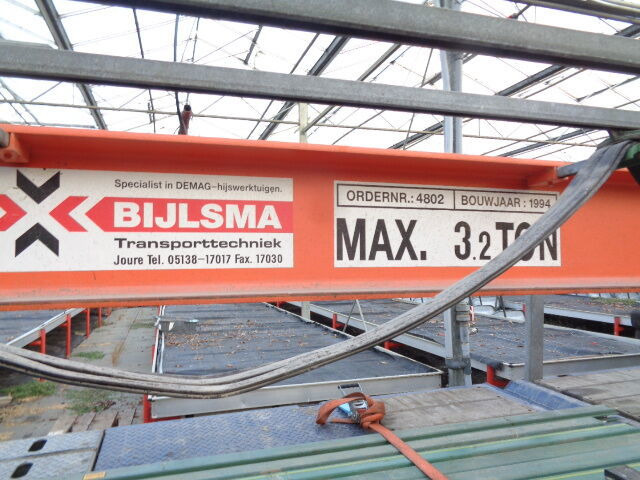 Specialist in DEMAG-hijswerktuigen.
BIJLSMA
Transporttechniek
Joure Tel. 05138-17017 Fax. 17030
ORDERNR.: 4802 BOUWJAAR: 1994
MAX. 3.2 TON